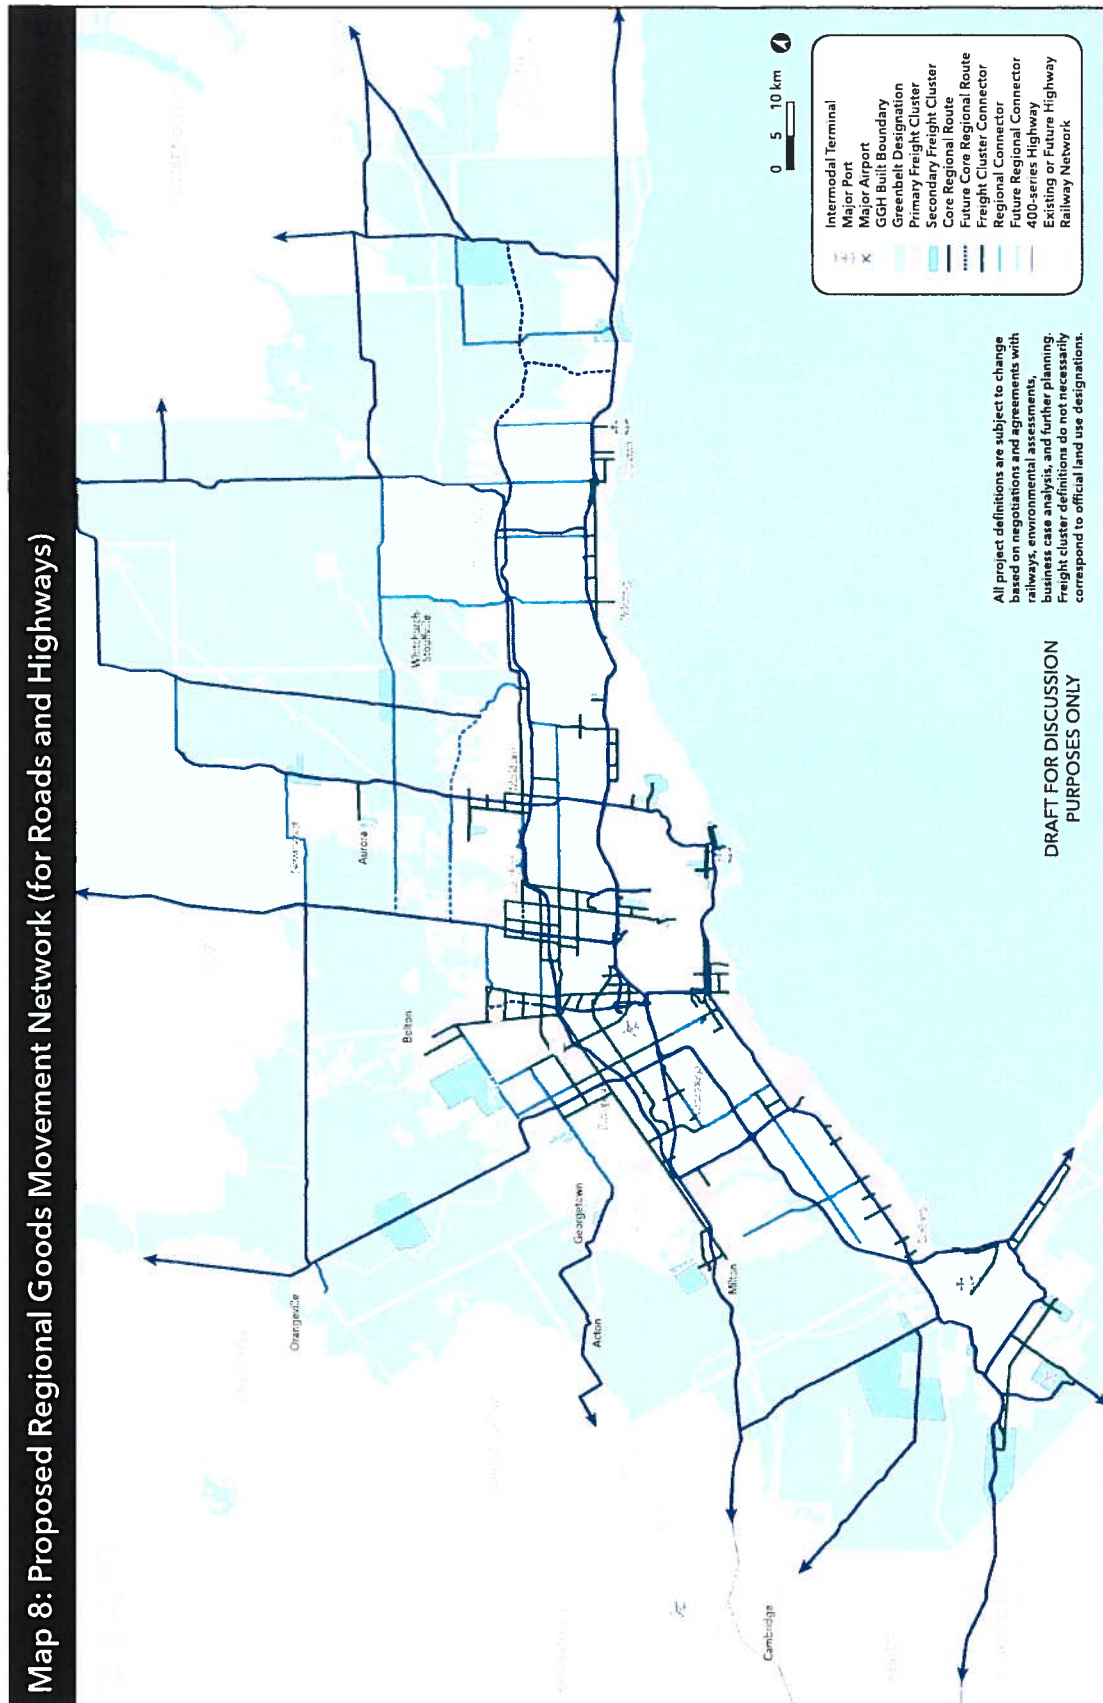 Map 8: Proposed Regional Goods Movement Network (for Roads and Highways)
Orangeville
Bolton
Aurora
Whitchurch-
Stouffville
Georgetown
Acton
Milton
Cambridge
DRAFT FOR DISCUSSION
PURPOSES ONLY
All project definitions are subject to change
based on negotiations and agreements with
railways, environmental assessments,
business case analysis, and further planning.
Freight cluster definitions do not necessarily
correspond to official land use designations.
0 5 10 km
Intermodal Terminal
Major Port
Major Airport
GGH Built Boundary
Greenbelt Designation
Primary Freight Cluster
Secondary Freight Cluster
Core Regional Route
Future Core Regional Route
Freight Cluster Connector
Regional Connector
Future Regional Connector
400-series Highway
Existing or Future Highway
Railway Network